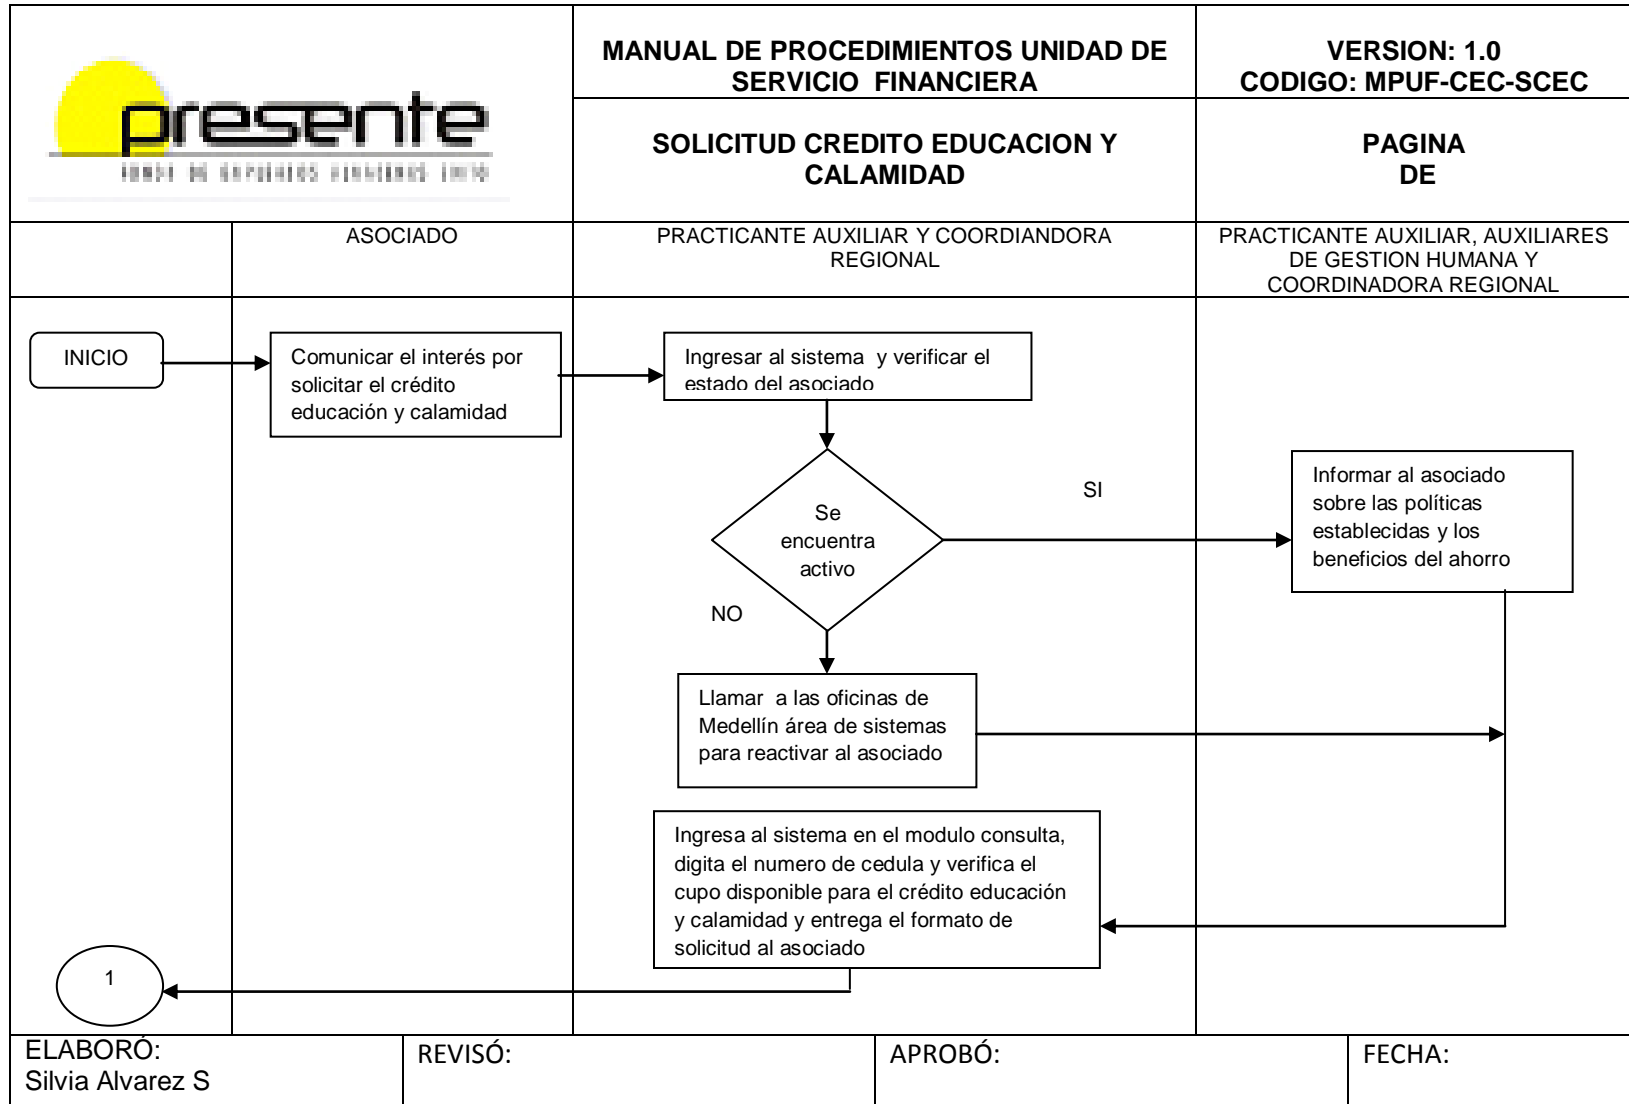 presente
MANUAL DE PROCEDIMIENTOS UNIDAD DE
SERVICIO FINANCIERA
VERSION: 1.0
CODIGO: MPUF-CEC-SCEC
SOLICITUD CREDITO EDUCACION Y
CALAMIDAD
PAGINA
DE
ASOCIADO
PRACTICANTE AUXILIAR Y COORDIANDORA
REGIONAL
PRACTICANTE AUXILIAR, AUXILIARES
DE GESTION HUMANA Y
COORDINADORA REGIONAL
INICIO
Comunicar el interés por
solicitar el crédito
educación y calamidad
Ingresar al sistema y verificar el
estado del asociado
Se
encuentra
activo
SI
Informar al asociado
sobre las políticas
establecidas y los
beneficios del ahorro
NO
Llamar a las oficinas de
Medellín área de sistemas
para reactivar al asociado
Ingresa al sistema en el modulo consulta,
digita el numero de cedula y verifica el
cupo disponible para el crédito educación
y calamidad y entrega el formato de
solicitud al asociado
1
ELABORÓ:
Silvia Alvarez S
REVISÓ:
APROBÓ:
FECHA: